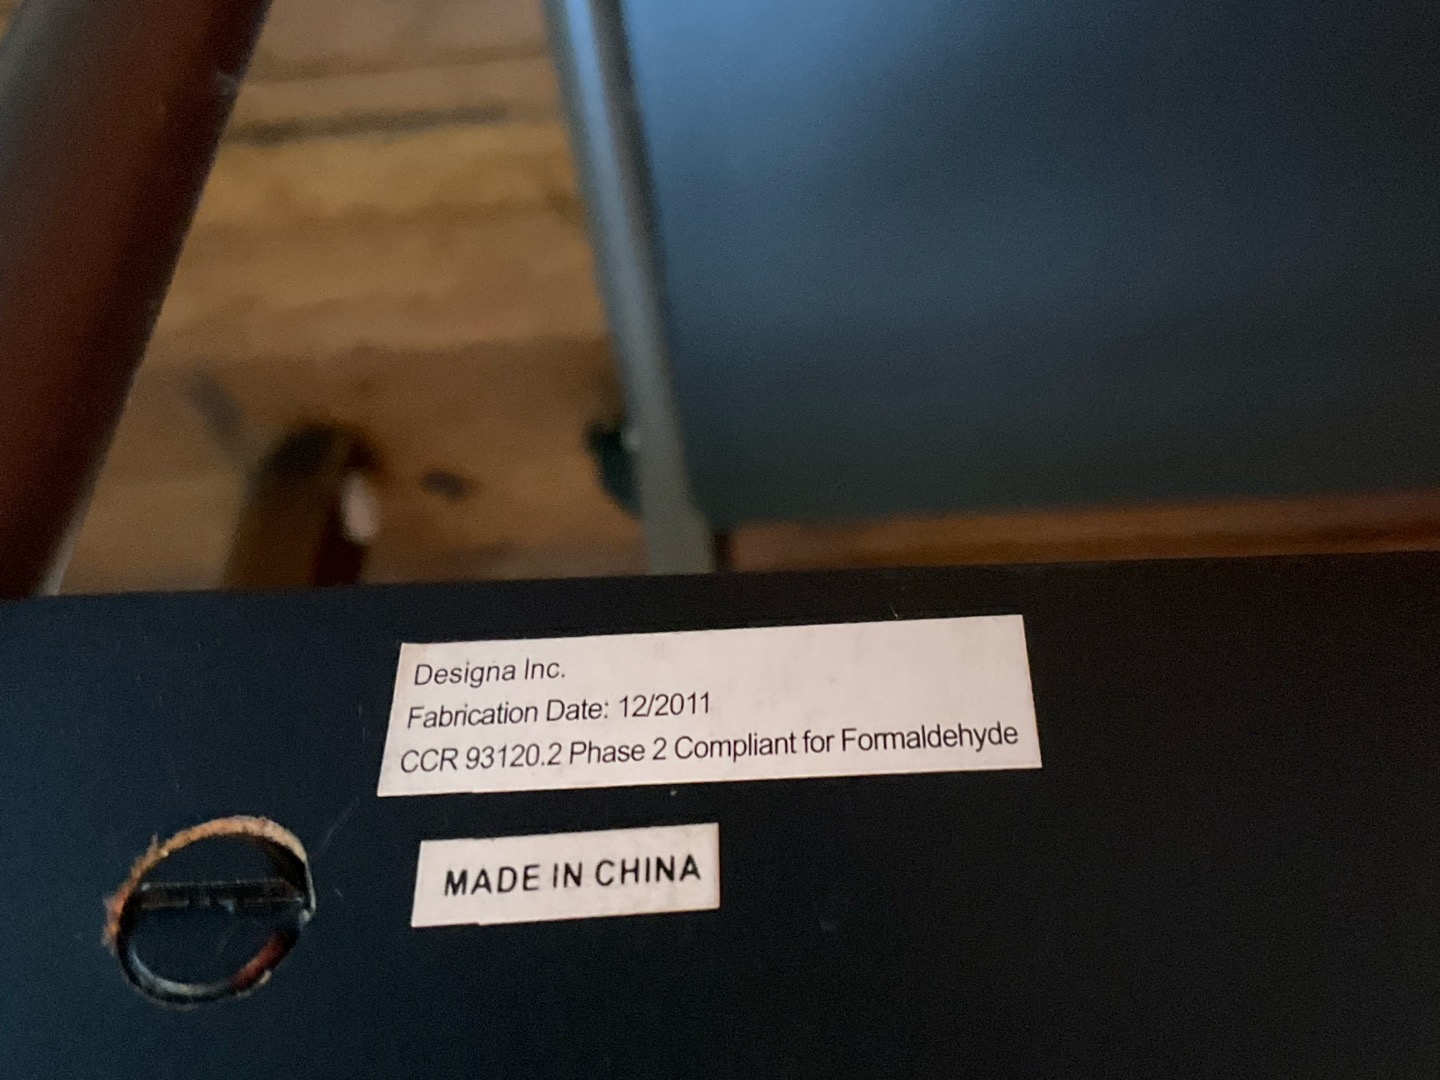 Designa Inc.
Fabrication Date: 12/2011
CCR 93120.2 Phase 2 Compliant for Formaldehyde
MADE IN CHINA